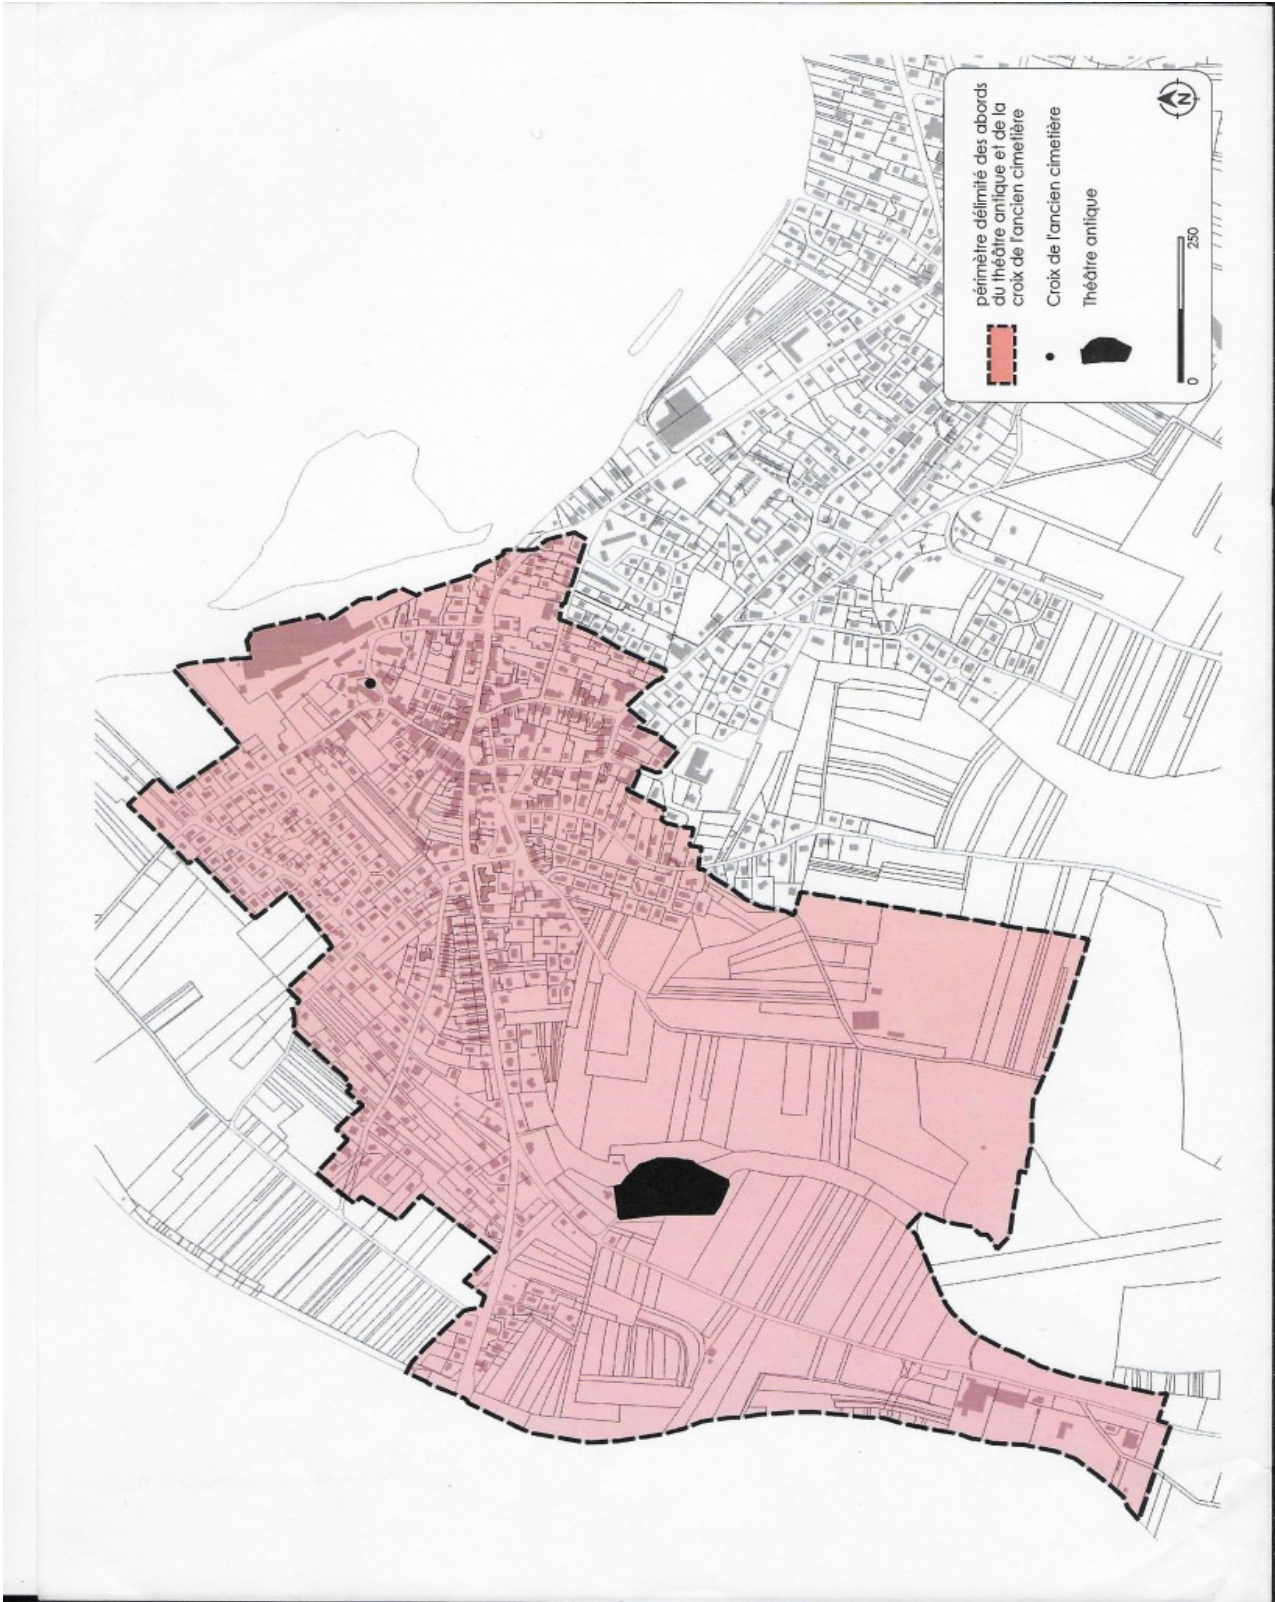 périmètre délimité des abords
du théâtre antique et de la
croix de l'ancien cimetière
Croix de l'ancien cimetière
Théâtre antique
0
250
N